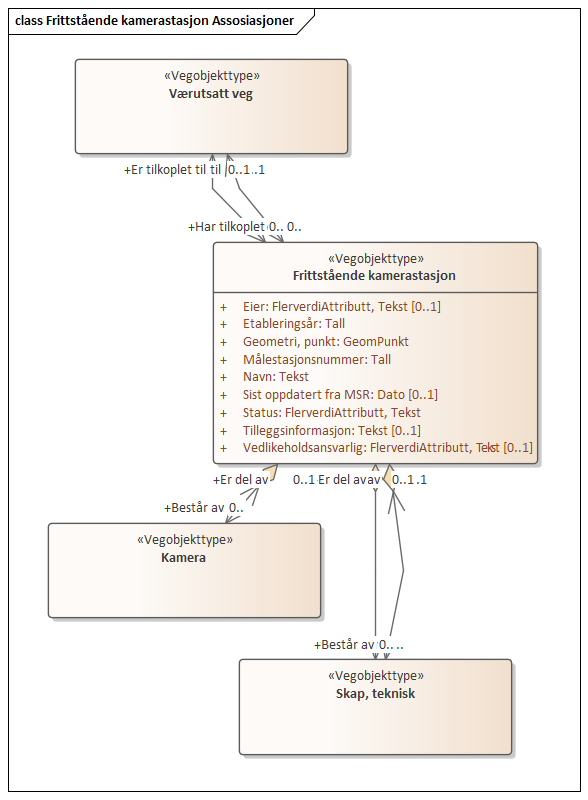 class Frittstående kamerastasjon Assosiasjoner
«Vegobjekttype»
Værutsatt veg
+Er tilkoplet til til 0..1 ..1
+Har tilkoplet 0.. 0..
«Vegobjekttype»
Frittstående kamerastasjon
+ Eier: FlerverdiAttributt, Tekst [0..1]
+ Etableringsår: Tall
+ Geometri, punkt: GeomPunkt
+ Målestasjonsnummer: Tall
+ Navn: Tekst
+ Sist oppdatert fra MSR: Dato [0..1]
+ Status: FlerverdiAttributt, Tekst
+ Tilleggsinformasjon: Tekst [0..1]
+ Vedlikeholdsansvarlig: FlerverdiAttributt, Tekst [0..1]
+Er del av 0..1 Er del av av 0..1 .1
+Består av 0..
«Vegobjekttype»
Kamera
+Består av 0.. ..
«Vegobjekttype»
Skap, teknisk